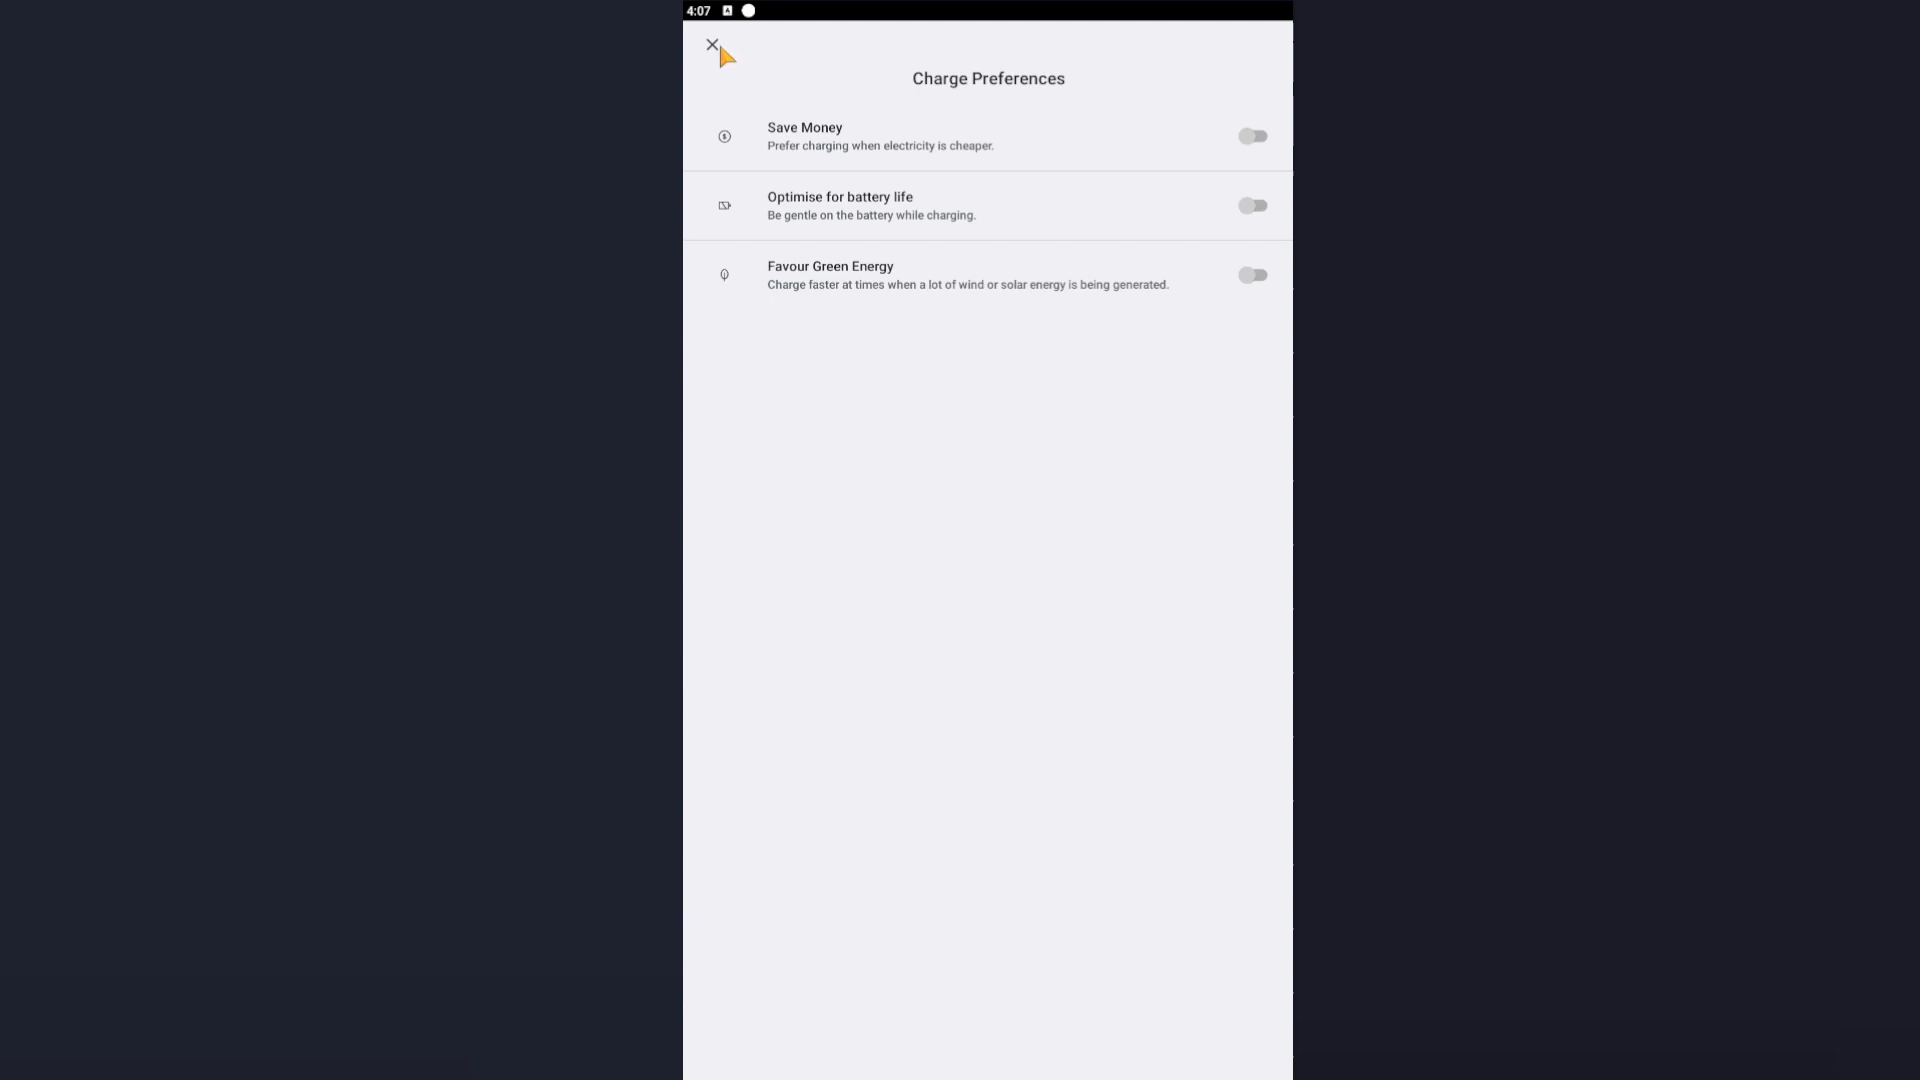 4:07
Charge Preferences
Save Money
Prefer charging when electricity is cheaper.
Optimise for battery life
Be gentle on the battery while charging.
Favour Green Energy
Charge faster at times when a lot of wind or solar energy is being generated.